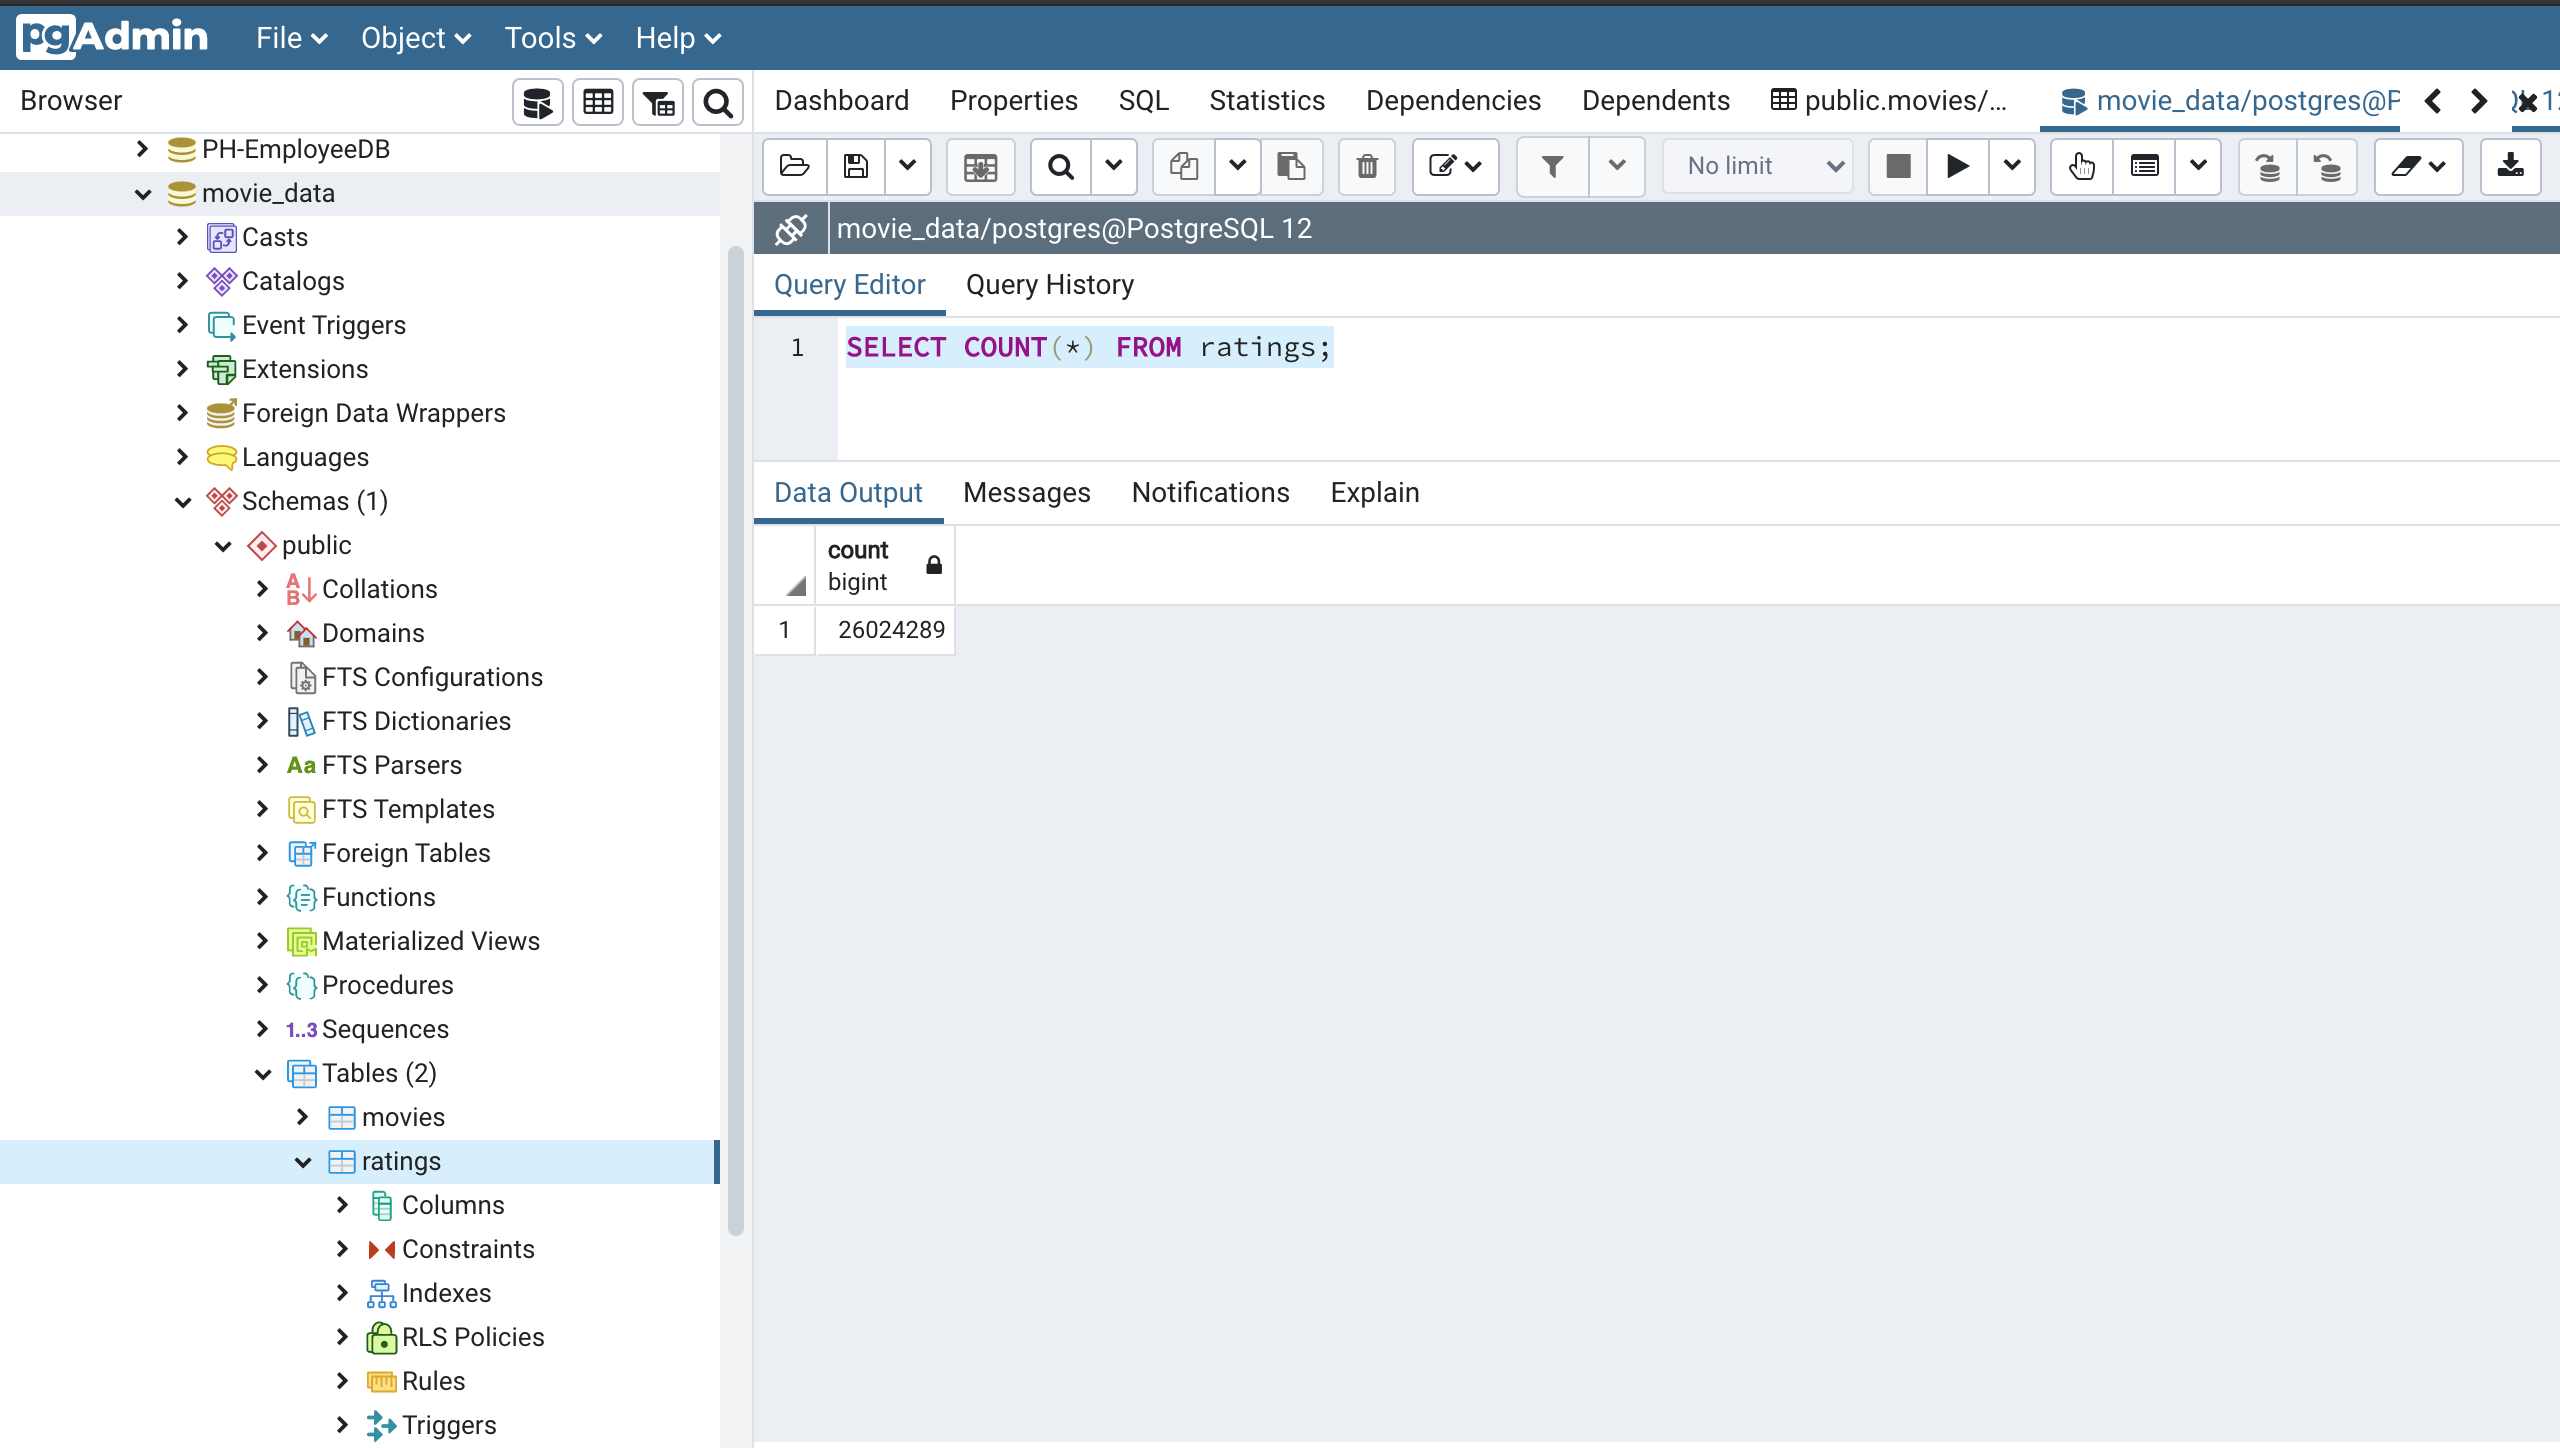 pgAdmin File Object Tools Help
Browser
Dashboard Properties SQL Statistics Dependencies Dependents public.movies/... movie_data/postgres@P
PH-EmployeeDB
movie_data
Casts
Catalogs
Event Triggers
Extensions
Foreign Data Wrappers
Languages
Schemas (1)
public
A B Collations
Domains
FTS Configurations
FTS Dictionaries
Aa FTS Parsers
FTS Templates
Foreign Tables
Functions
Materialized Views
Procedures
1..3 Sequences
Tables (2)
movies
ratings
Columns
Constraints
Indexes
RLS Policies
Rules
Triggers
No limit
movie_data/postgres@PostgreSQL 12
Query Editor Query History
1 SELECT COUNT(*) FROM ratings;
Data Output Messages Notifications Explain
count
bigint
1 26024289